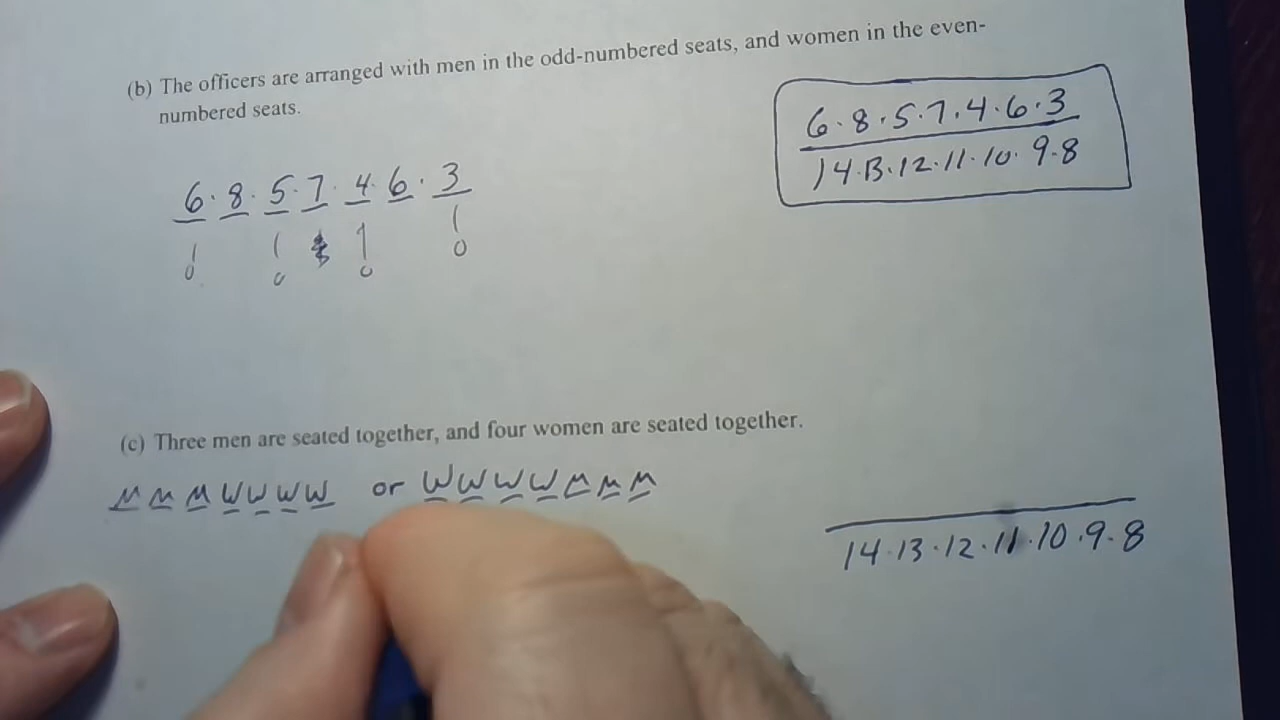 (b) The officers are arranged with men in the odd-numbered seats, and women in the even-
numbered seats.
6·8·5·7·4·6·3
14·13·12·11·10·9·8
6·8·5·7·4·6·3
(c) Three men are seated together, and four women are seated together.
M M M W W W W or W W W W M M M
14·13·12·11·10·9·8